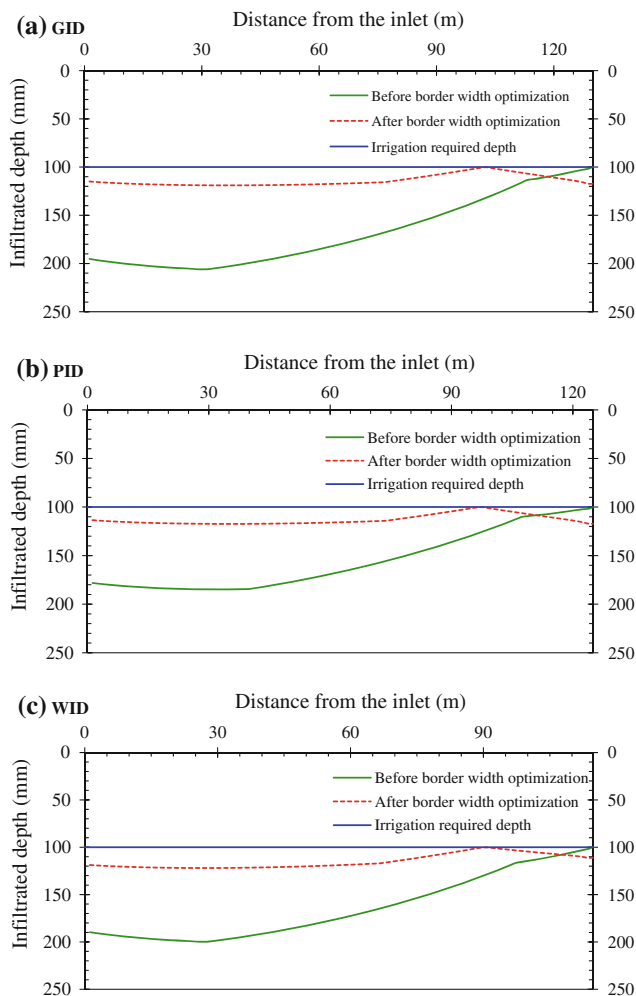 (a) GID
Distance from the inlet (m)
0 30 60 90 120
Infiltrated depth (mm)
0 0
50 50
100 100
150 150
200 200
250 250
Before border width optimization
After border width optimization
Irrigation required depth
(b) PID
Distance from the inlet (m)
0 30 60 90 120
Infiltrated depth (mm)
0 0
50 50
100 100
150 150
200 200
250 250
Before border width optimization
After border width optimization
Irrigation required depth
(c) WID
Distance from the inlet (m)
0 30 60 90
Infiltrated depth (mm)
0 0
50 50
100 100
150 150
200 200
250 250
Before border width optimization
After border width optimization
Irrigation required depth